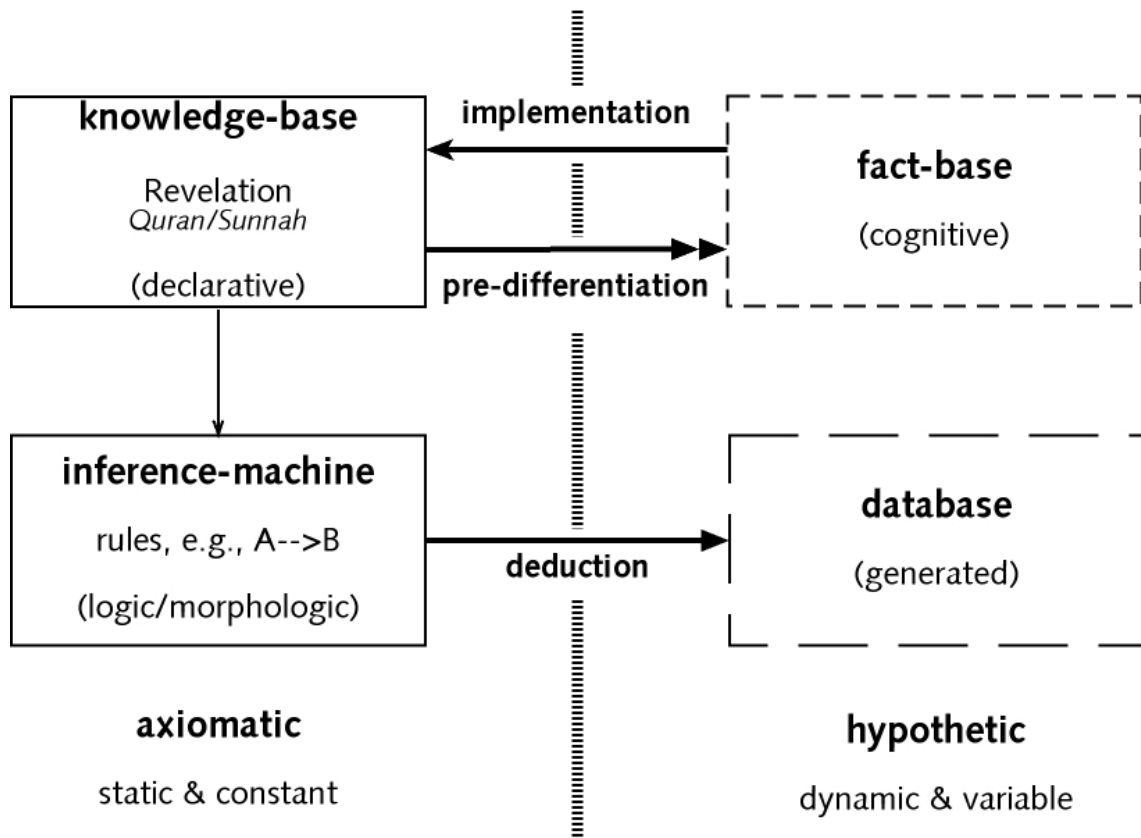 knowledge-base
Revelation
Quran/Sunnah
(declarative)
implementation
pre-differentiation
fact-base
(cognitive)
inference-machine
rules, e.g., A-->B
(logic/morphologic)
deduction
database
(generated)
axiomatic
static & constant
hypothetic
dynamic & variable